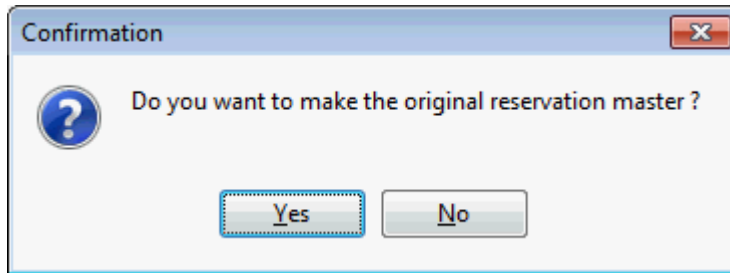 Confirmation
Do you want to make the original reservation master ?
Yes
No